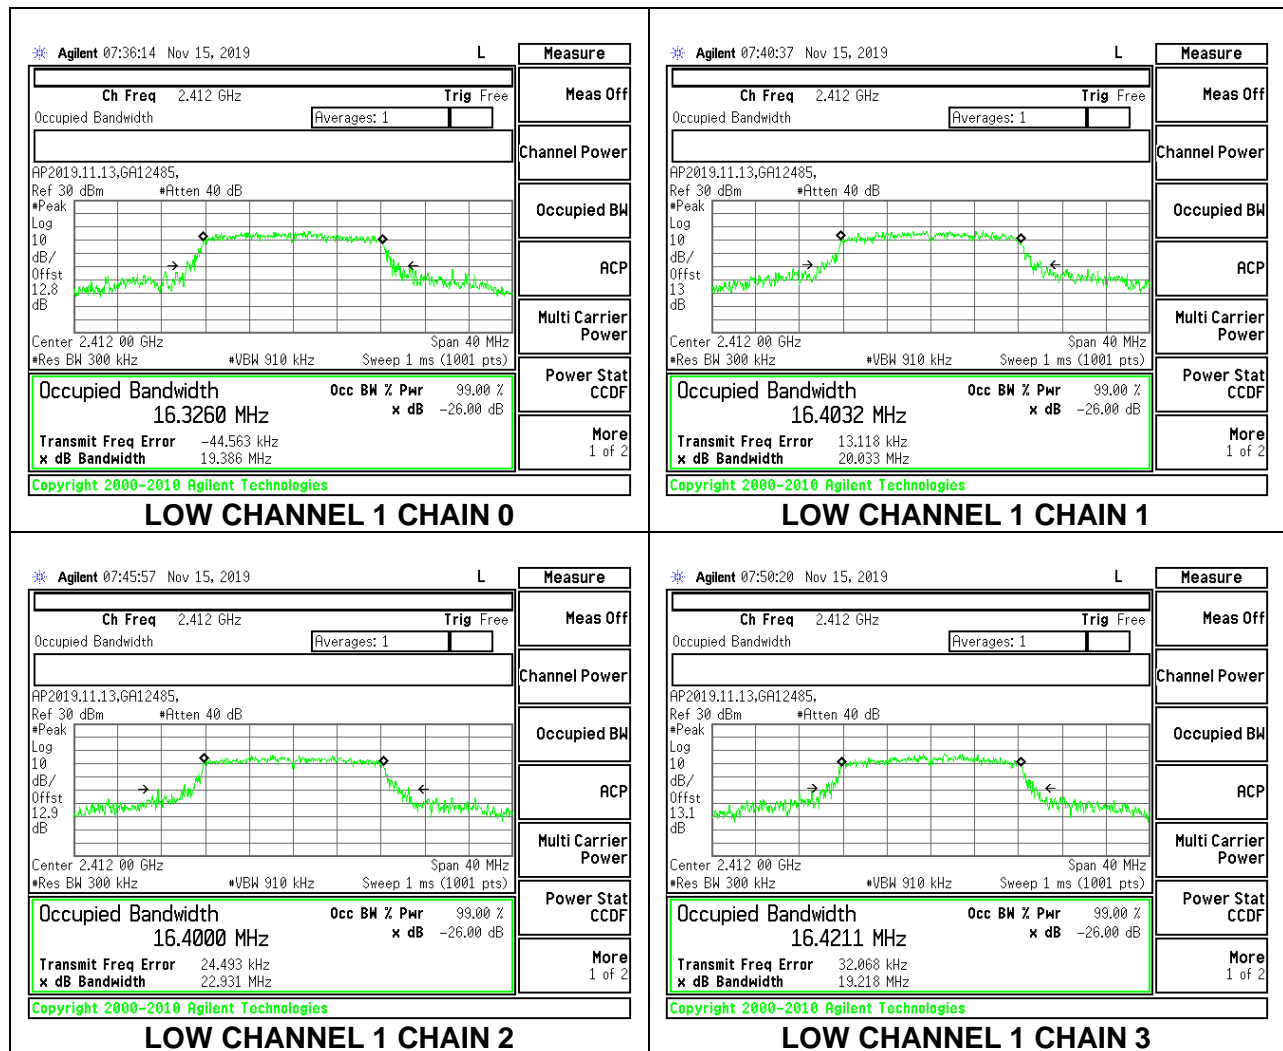 Agilent 07:36:14 Nov 15, 2019 L
Measure
Ch Freq 2.412 GHz Trig Free
Occupied Bandwidth Averages: 1
AP2019.11.13,GA12485,
Ref 30 dBm #Atten 40 dB
#Peak
Log
10
dB/
Offst
12.8
dB
Center 2.412 00 GHz Span 40 MHz
#Res BW 300 kHz #VBW 910 kHz Sweep 1 ms (1001 pts)
Occupied Bandwidth Occ BW % Pwr 99.00 %
16.3260 MHz x dB -26.00 dB
Transmit Freq Error -44.563 kHz
x dB Bandwidth 19.386 MHz
Copyright 2000-2010 Agilent Technologies
Meas Off
Channel Power
Occupied BW
ACP
Multi Carrier
Power
Power Stat
CCDF
More
1 of 2
LOW CHANNEL 1 CHAIN 0
Agilent 07:40:37 Nov 15, 2019 L
Measure
Ch Freq 2.412 GHz Trig Free
Occupied Bandwidth Averages: 1
AP2019.11.13,GA12485,
Ref 30 dBm #Atten 40 dB
#Peak
Log
10
dB/
Offst
13
dB
Center 2.412 00 GHz Span 40 MHz
#Res BW 300 kHz #VBW 910 kHz Sweep 1 ms (1001 pts)
Occupied Bandwidth Occ BW % Pwr 99.00 %
16.4032 MHz x dB -26.00 dB
Transmit Freq Error 13.118 kHz
x dB Bandwidth 20.033 MHz
Copyright 2000-2010 Agilent Technologies
Meas Off
Channel Power
Occupied BW
ACP
Multi Carrier
Power
Power Stat
CCDF
More
1 of 2
LOW CHANNEL 1 CHAIN 1
Agilent 07:45:57 Nov 15, 2019 L
Measure
Ch Freq 2.412 GHz Trig Free
Occupied Bandwidth Averages: 1
AP2019.11.13,GA12485,
Ref 30 dBm #Atten 40 dB
#Peak
Log
10
dB/
Offst
12.9
dB
Center 2.412 00 GHz Span 40 MHz
#Res BW 300 kHz #VBW 910 kHz Sweep 1 ms (1001 pts)
Occupied Bandwidth Occ BW % Pwr 99.00 %
16.4000 MHz x dB -26.00 dB
Transmit Freq Error 24.493 kHz
x dB Bandwidth 22.931 MHz
Copyright 2000-2010 Agilent Technologies
Meas Off
Channel Power
Occupied BW
ACP
Multi Carrier
Power
Power Stat
CCDF
More
1 of 2
LOW CHANNEL 1 CHAIN 2
Agilent 07:50:20 Nov 15, 2019 L
Measure
Ch Freq 2.412 GHz Trig Free
Occupied Bandwidth Averages: 1
AP2019.11.13,GA12485,
Ref 30 dBm #Atten 40 dB
#Peak
Log
10
dB/
Offst
13.1
dB
Center 2.412 00 GHz Span 40 MHz
#Res BW 300 kHz #VBW 910 kHz Sweep 1 ms (1001 pts)
Occupied Bandwidth Occ BW % Pwr 99.00 %
16.4211 MHz x dB -26.00 dB
Transmit Freq Error 32.068 kHz
x dB Bandwidth 19.218 MHz
Copyright 2000-2010 Agilent Technologies
Meas Off
Channel Power
Occupied BW
ACP
Multi Carrier
Power
Power Stat
CCDF
More
1 of 2
LOW CHANNEL 1 CHAIN 3